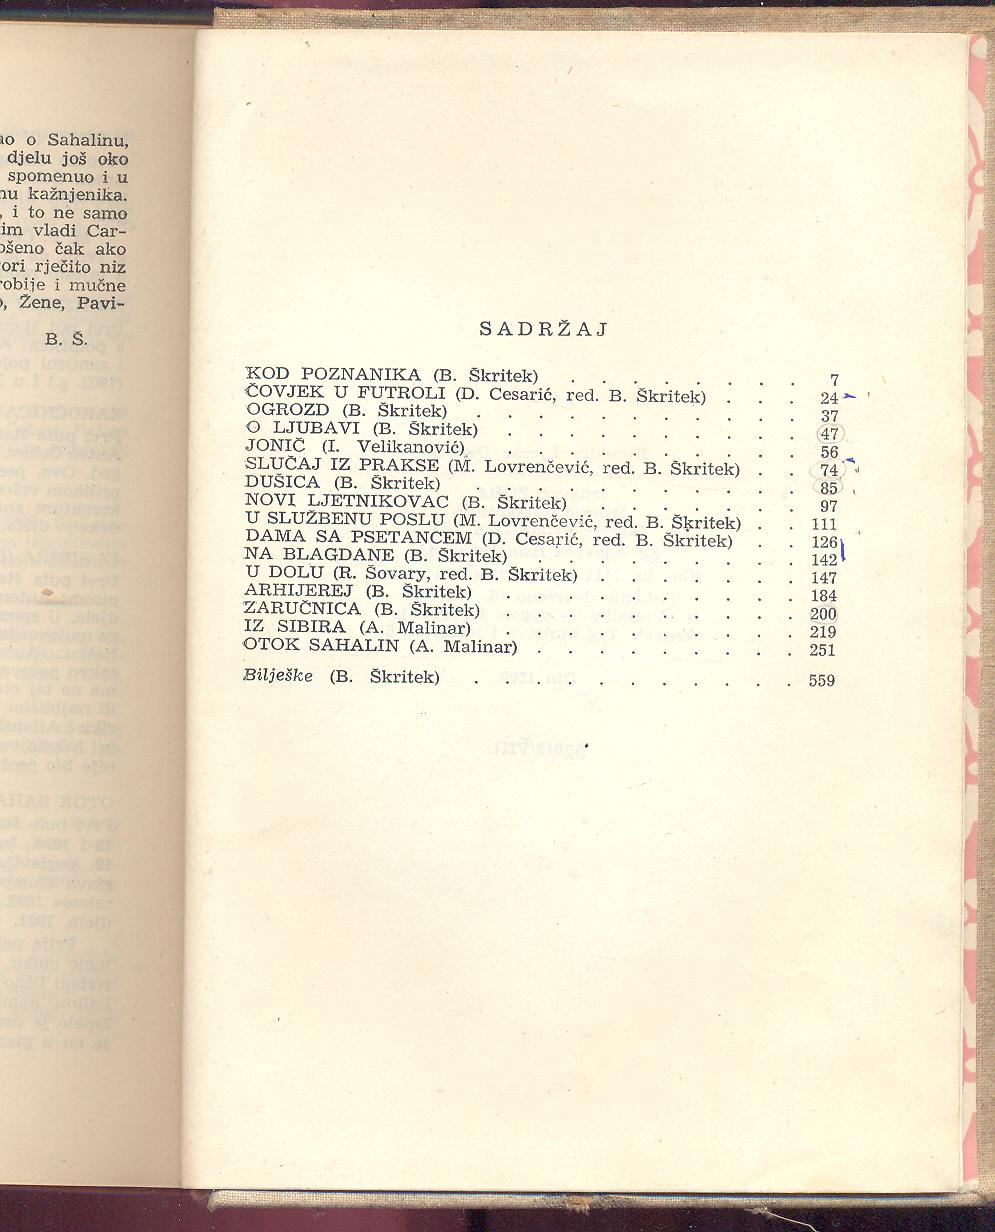 ao o Sahalinu,
djelu još oko
spomenuo i u
nu kažnjenika.
, i to ne samo
im vladi Car-
ošeno čak ako
ori rječito niz
robije i mučne
o, Žene, Pavi-
B. Š.
SADRŽAJ
KOD POZNANIKA (B. Škritek) . . . . . . . . 7
ČOVJEK U FUTROLI (D. Cesarić, red. B. Škritek) . . . 24
OGROZD (B. Škritek) . . . . . . . . . . . 37
O LJUBAVI (B. Škritek) . . . . . . . . . . 47
JONIČ (I. Velikanović) . . . . . . . . . . . 56
SLUČAJ IZ PRAKSE (M. Lovrenčević, red. B. Škritek) . . 74
DUŠICA (B. Škritek) . . . . . . . . . . . 85
NOVI LJETNIKOVAC (B. Škritek) . . . . . . . 97
U SLUŽBENU POSLU (M. Lovrenčević, red. B. Škritek) . . 111
DAMA SA PSETANCEM (D. Cesarić, red. B. Škritek) . . 126
NA BLAGDANE (B. Škritek) . . . . . . . . . 142
U DOLU (R. Šovary, red. B. Škritek) . . . . . . . 147
ARHIJEREJ (B. Škritek) . . . . . . . . . . 184
ZARUČNICA (B. Škritek) . . . . . . . . . . 200
IZ SIBIRA (A. Malinar) . . . . . . . . . . 219
OTOK SAHALIN (A. Malinar) . . . . . . . . . 251
Bilješke (B. Škritek) . . . . . . . . . . . 559